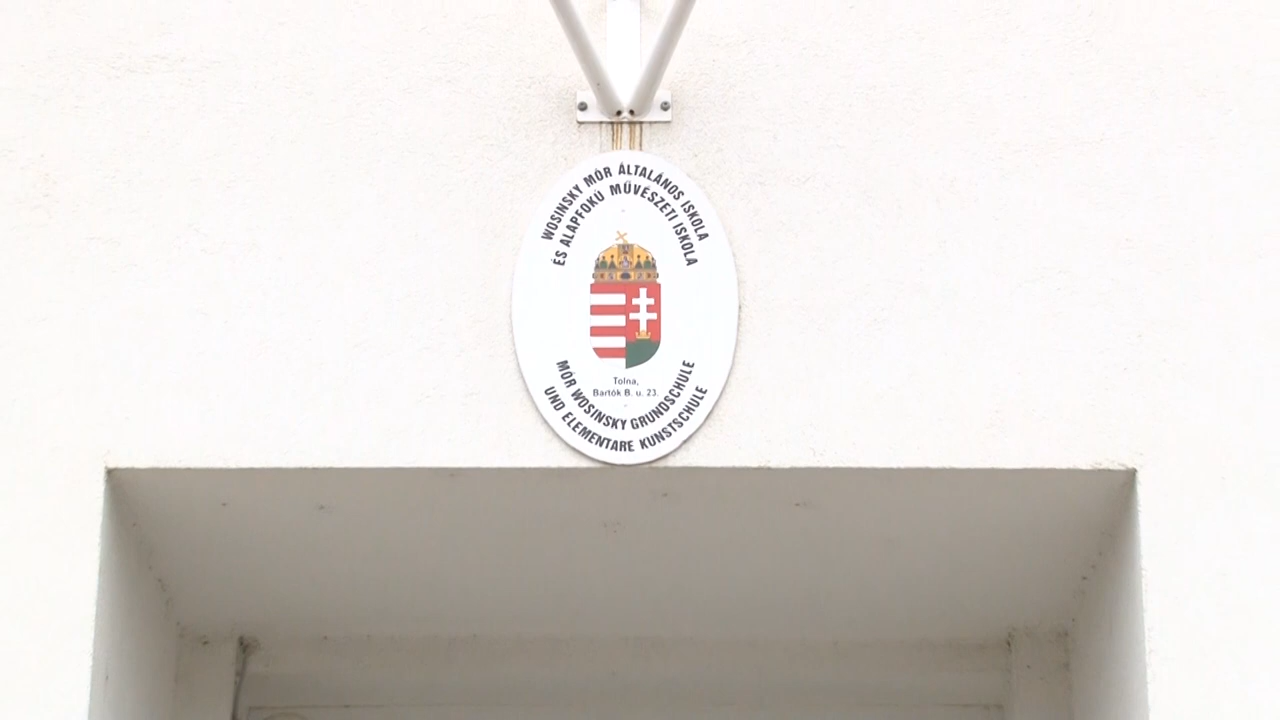 WOSINSKY MÓR ÁLTALÁNOS ISKOLA
ÉS ALAPFOKÚ MŰVÉSZETI ISKOLA
Tolna,
Bartók B. u. 23.
MÓR WOSINSKY GRUNDSCHULE
UND ELEMENTARE KUNSTSCHULE